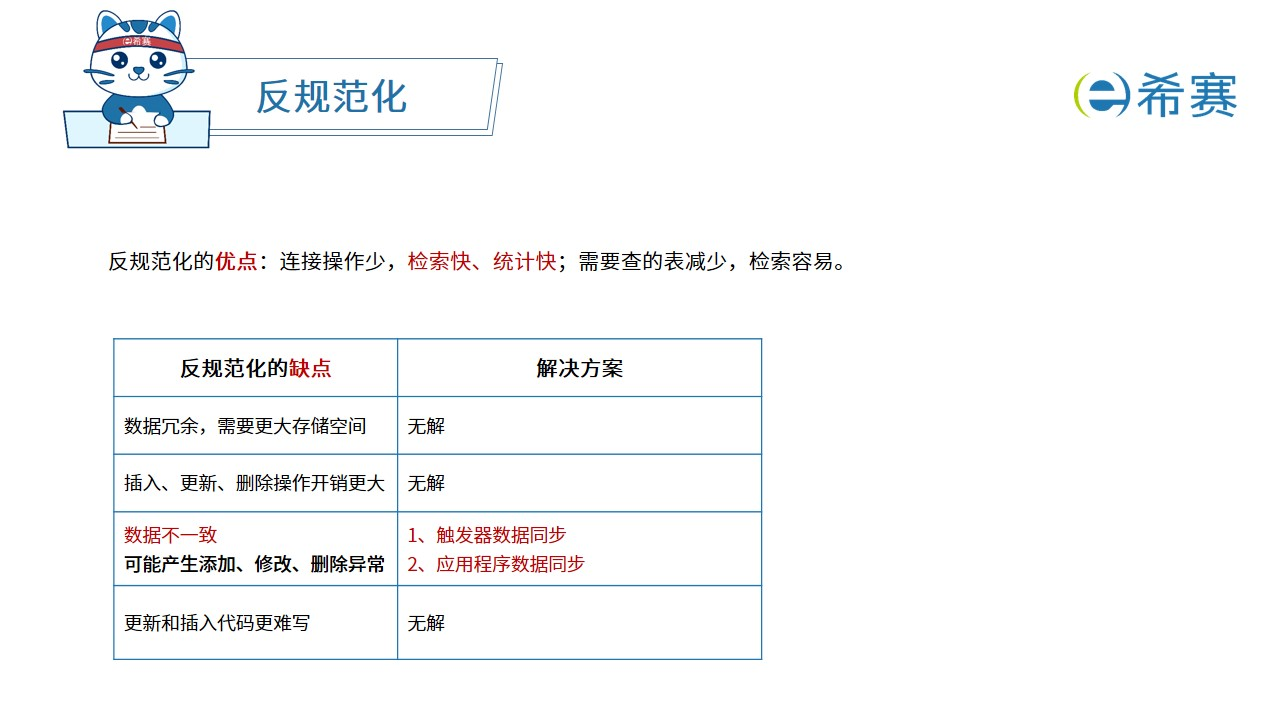 希赛
反规范化
希赛
反规范化的优点：连接操作少，检索快、统计快；需要查的表减少，检索容易。
反规范化的缺点
解决方案
数据冗余，需要更大存储空间
无解
插入、更新、删除操作开销更大
无解
数据不一致
可能产生添加、修改、删除异常
1、触发器数据同步
2、应用程序数据同步
更新和插入代码更难写
无解